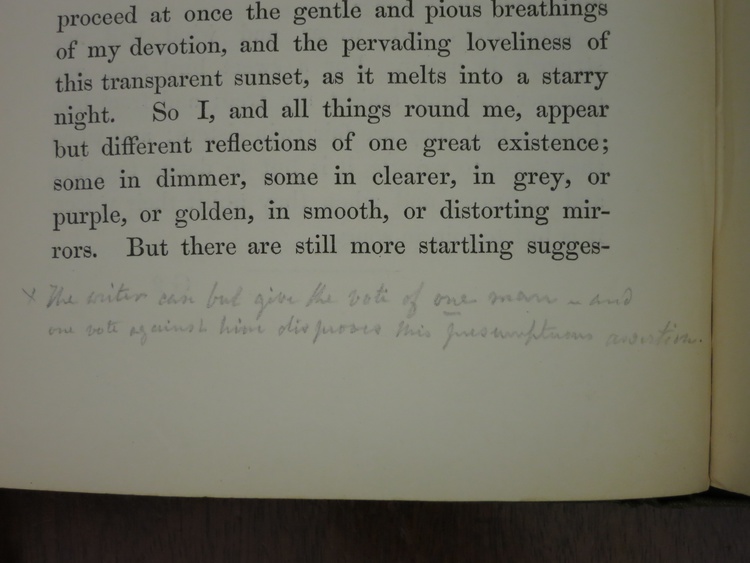 proceed at once the gentle and pious breathings
of my devotion, and the pervading loveliness of
this transparent sunset, as it melts into a starry
night. So I, and all things round me, appear
but different reflections of one great existence;
some in dimmer, some in clearer, in grey, or
purple, or golden, in smooth, or distorting mir-
rors. But there are still more startling sugges-
x The writer can but give the vote of one man - and
one vote against him disproves this presumptuous assertion.